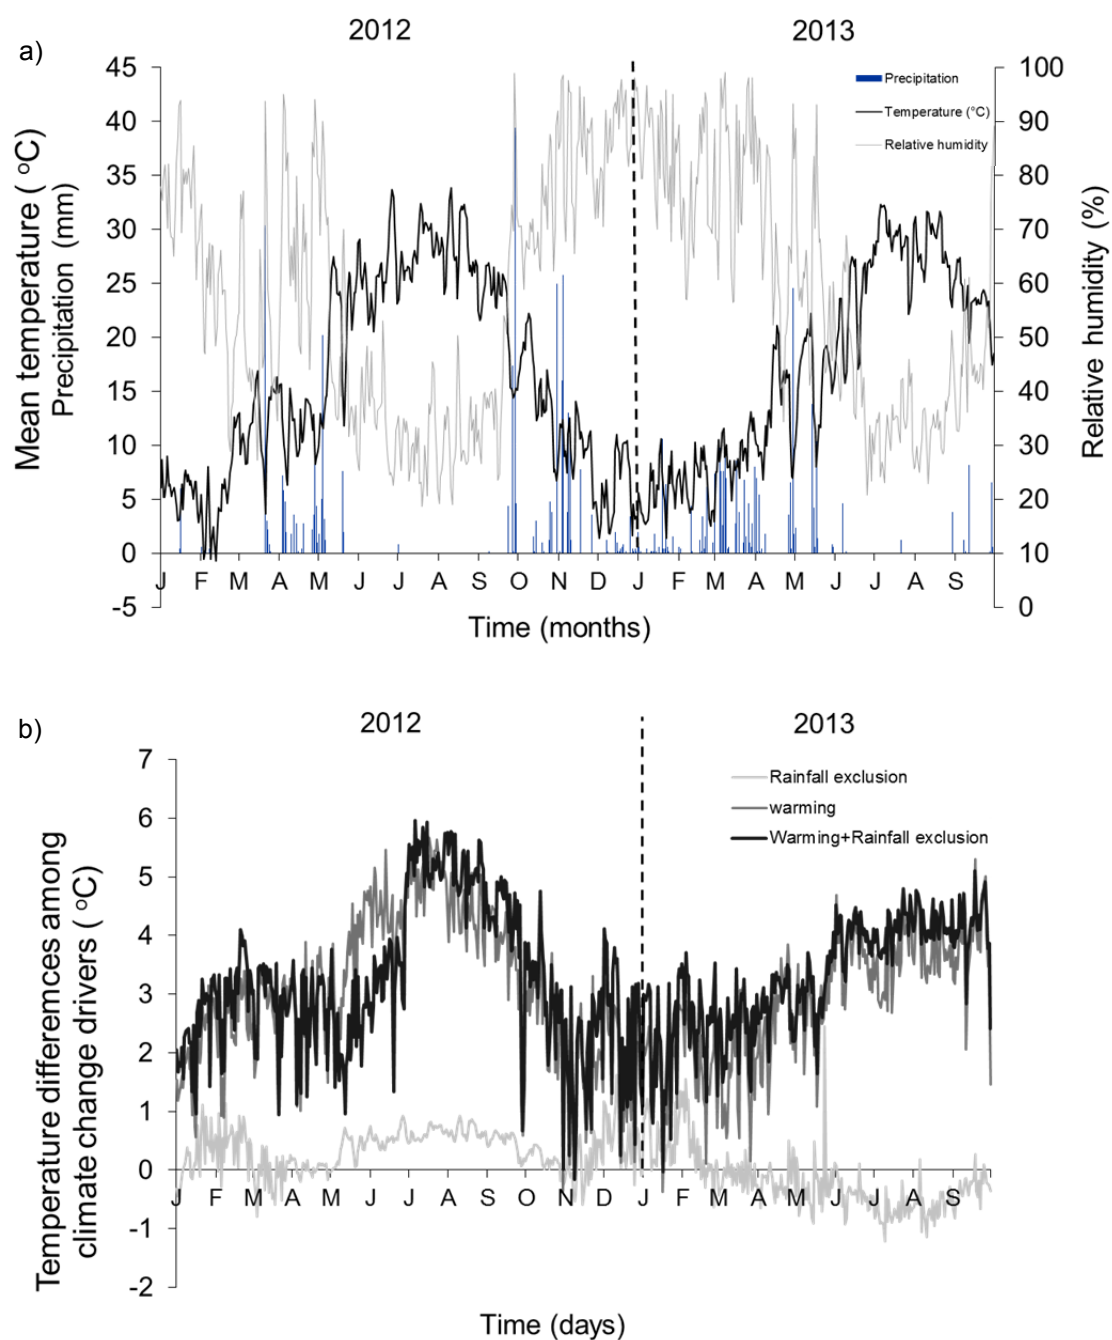 2012 2013
a)
45 100
Precipitation
Temperature (°C)
Relative humidity
40 90
35 80
30 70
25 60
20 50
15 40
10 30
5 20
0 10
-5 0
Mean temperature ( °C)
Precipitation (mm)
Relative humidity (%)
J F M A M J J A S O N D J F M A M J J A S
Time (months)
2012 2013
b)
7
6
5
4
3
2
1
0
-1
-2
Rainfall exclusion
warming
Warming+Rainfall exclusion
Temperature differemces among
climate change drivers ( °C)
J F M A M J J A S O N D J F M A M J J A S
Time (days)